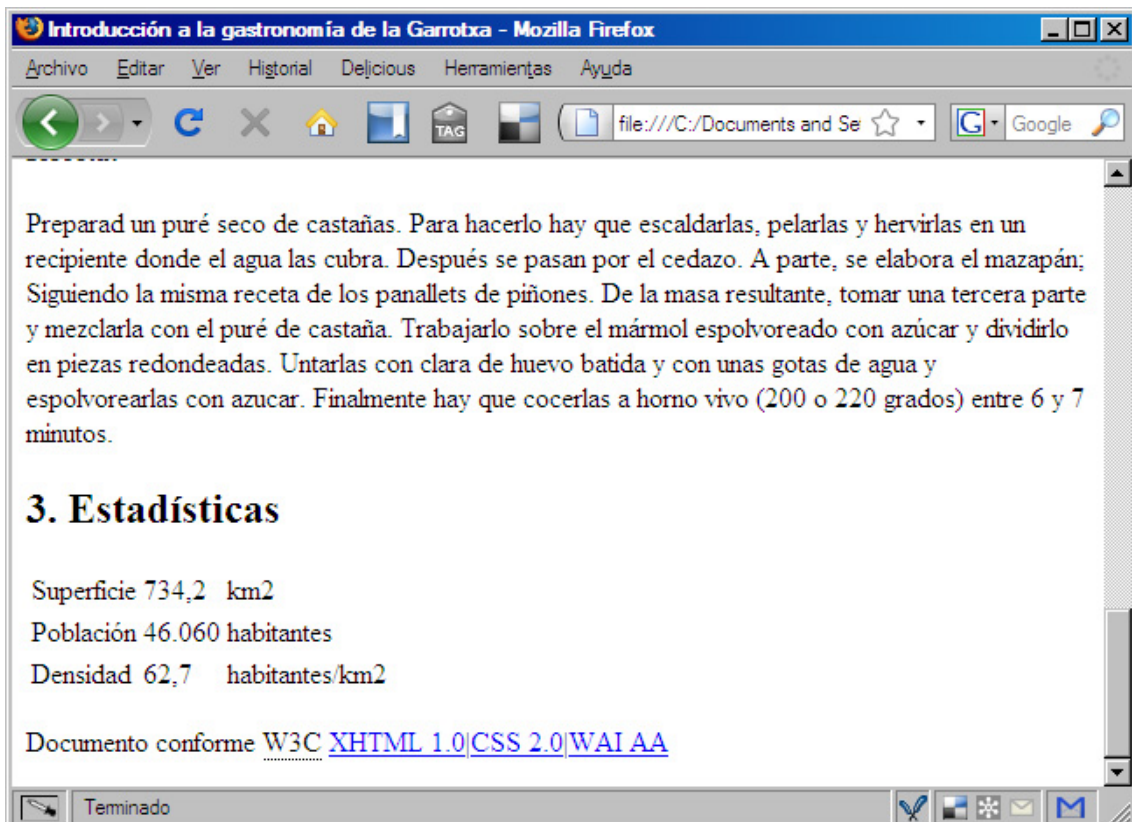 Introducción a la gastronomía de la Garrotxa - Mozilla Firefox
Archivo Editar Ver Historial Delicious Herramientas Ayuda
TAG file:///C:/Documents and Se G Google
Preparad un puré seco de castañas. Para hacerlo hay que escaldarlas, pelarlas y hervirlas en un
recipiente donde el agua las cubra. Después se pasan por el cedazo. A parte, se elabora el mazapán;
Siguiendo la misma receta de los panallets de piñones. De la masa resultante, tomar una tercera parte
y mezclarla con el puré de castaña. Trabajarlo sobre el mármol espolvoreado con azúcar y dividirlo
en piezas redondeadas. Untarlas con clara de huevo batida y con unas gotas de agua y
espolvorearlas con azucar. Finalmente hay que cocerlas a horno vivo (200 o 220 grados) entre 6 y 7
minutos.
3. Estadísticas
Superficie 734,2 km2
Población 46.060 habitantes
Densidad 62,7 habitantes/km2
Documento conforme W3C XHTML 1.0|CSS 2.0|WAI AA
Terminado